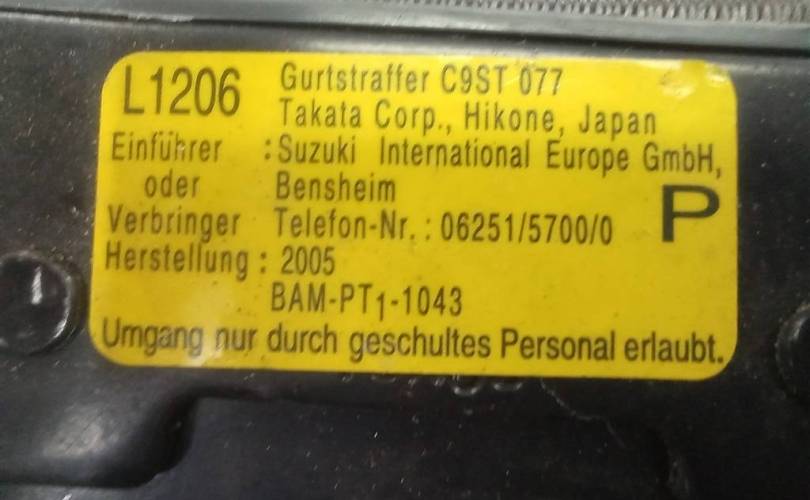 L1206 Gurtstraffer C9ST 077
Takata Corp., Hikone, Japan
Einführer : Suzuki International Europe GmbH,
oder Bensheim
Verbringer Telefon-Nr. : 06251/5700/0 P
Herstellung : 2005
BAM-PT1-1043
Umgang nur durch geschultes Personal erlaubt.